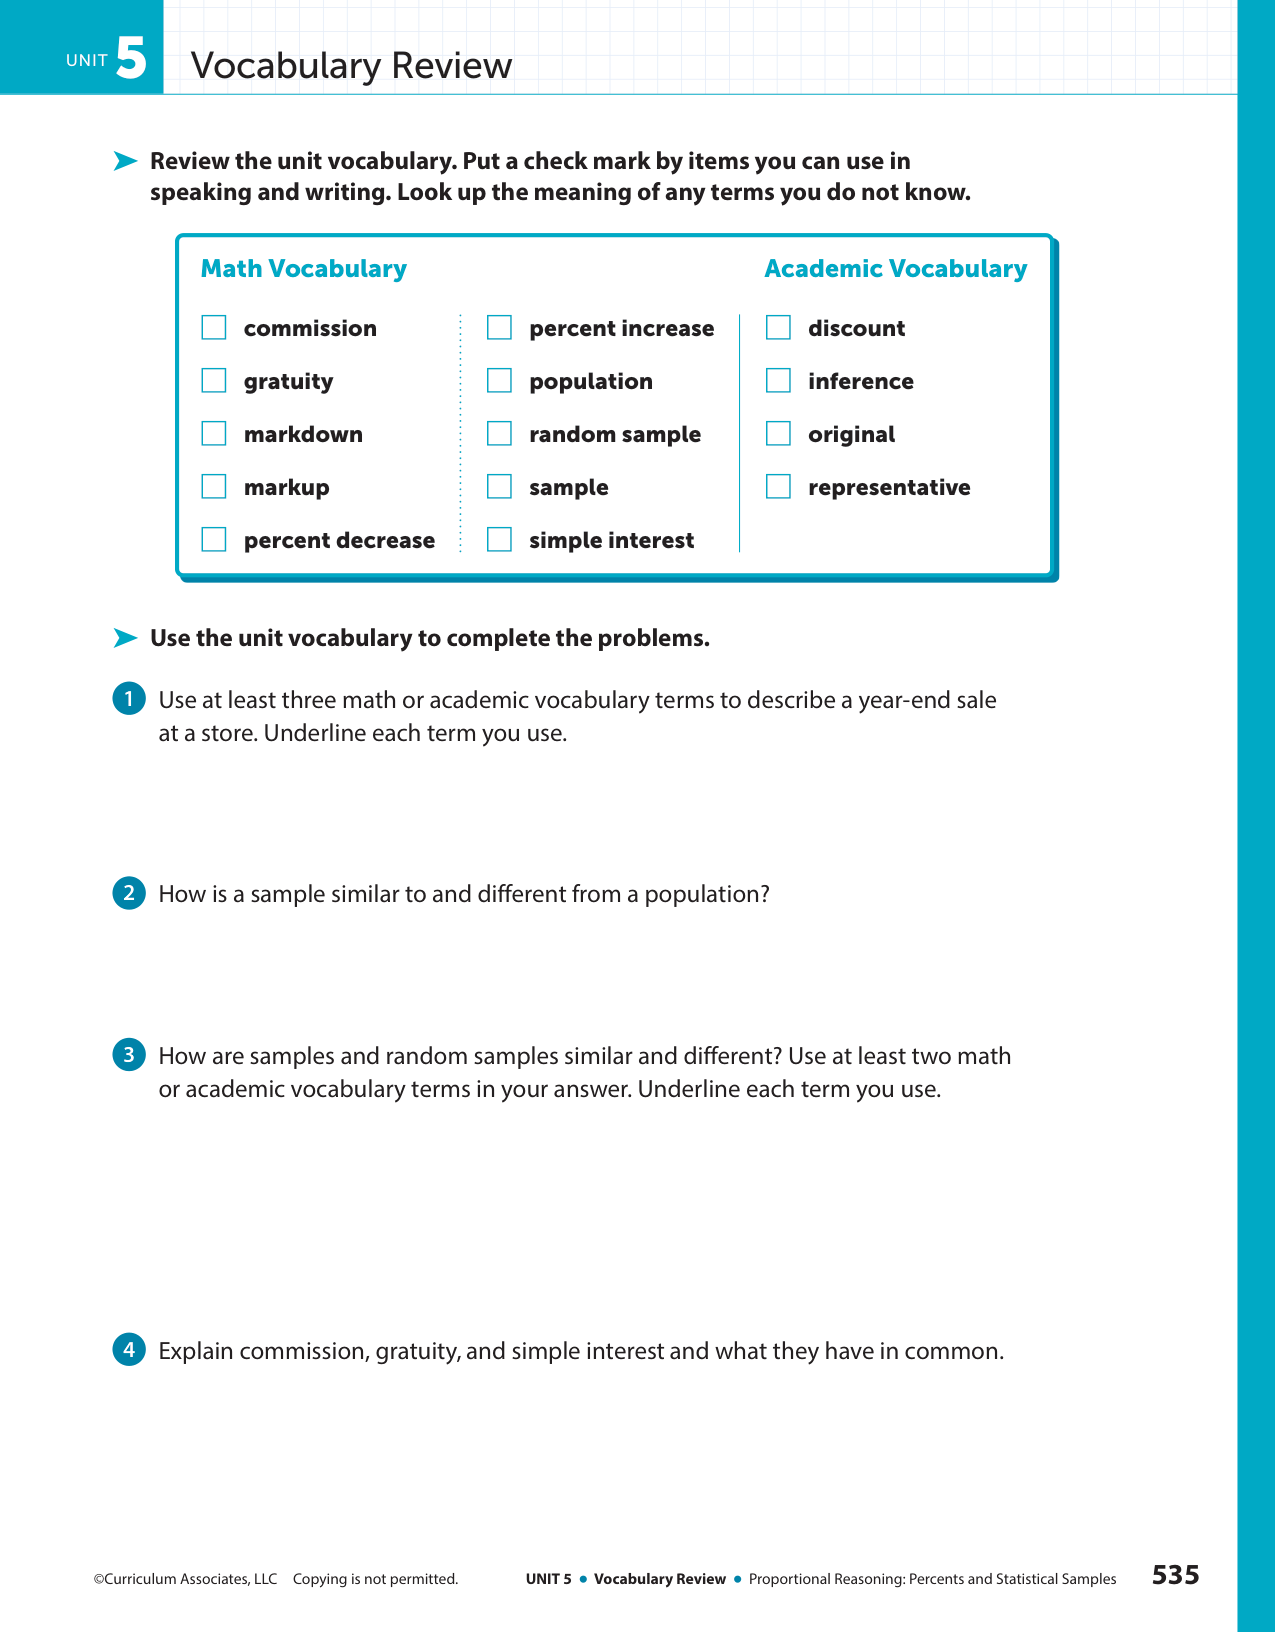 UNIT 5 Vocabulary Review
Review the unit vocabulary. Put a check mark by items you can use in
speaking and writing. Look up the meaning of any terms you do not know.
Math Vocabulary
commission
gratuity
markdown
markup
percent decrease
percent increase
population
random sample
sample
simple interest
Academic Vocabulary
discount
inference
original
representative
Use the unit vocabulary to complete the problems.
1 Use at least three math or academic vocabulary terms to describe a year-end sale
at a store. Underline each term you use.
2 How is a sample similar to and different from a population?
3 How are samples and random samples similar and different? Use at least two math
or academic vocabulary terms in your answer. Underline each term you use.
4 Explain commission, gratuity, and simple interest and what they have in common.
©Curriculum Associates, LLC Copying is not permitted. UNIT 5 • Vocabulary Review • Proportional Reasoning: Percents and Statistical Samples 535